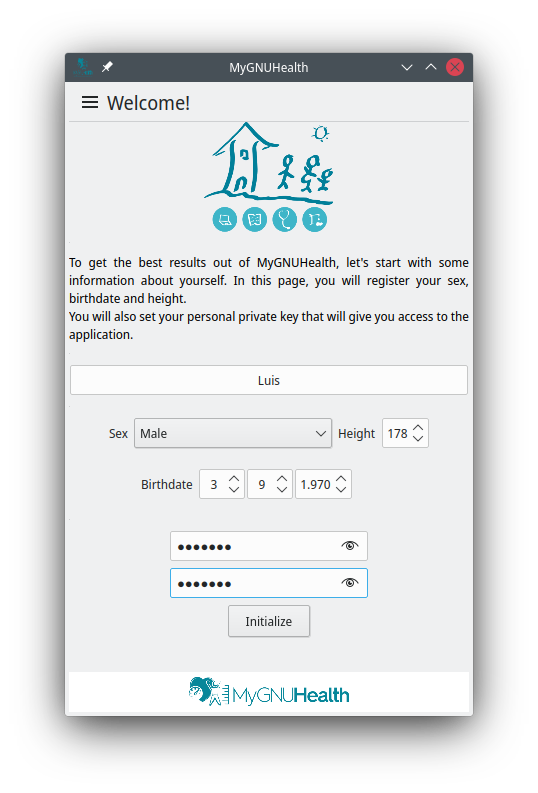 MyGNUHealth
Welcome!
To get the best results out of MyGNUHealth, let's start with some
information about yourself. In this page, you will register your sex,
birthdate and height.
You will also set your personal private key that will give you access to the
application.
Luis
Sex Male Height 178
Birthdate 3 9 1.970
●●●●●●●
●●●●●●●
Initialize
MyGNUHealth